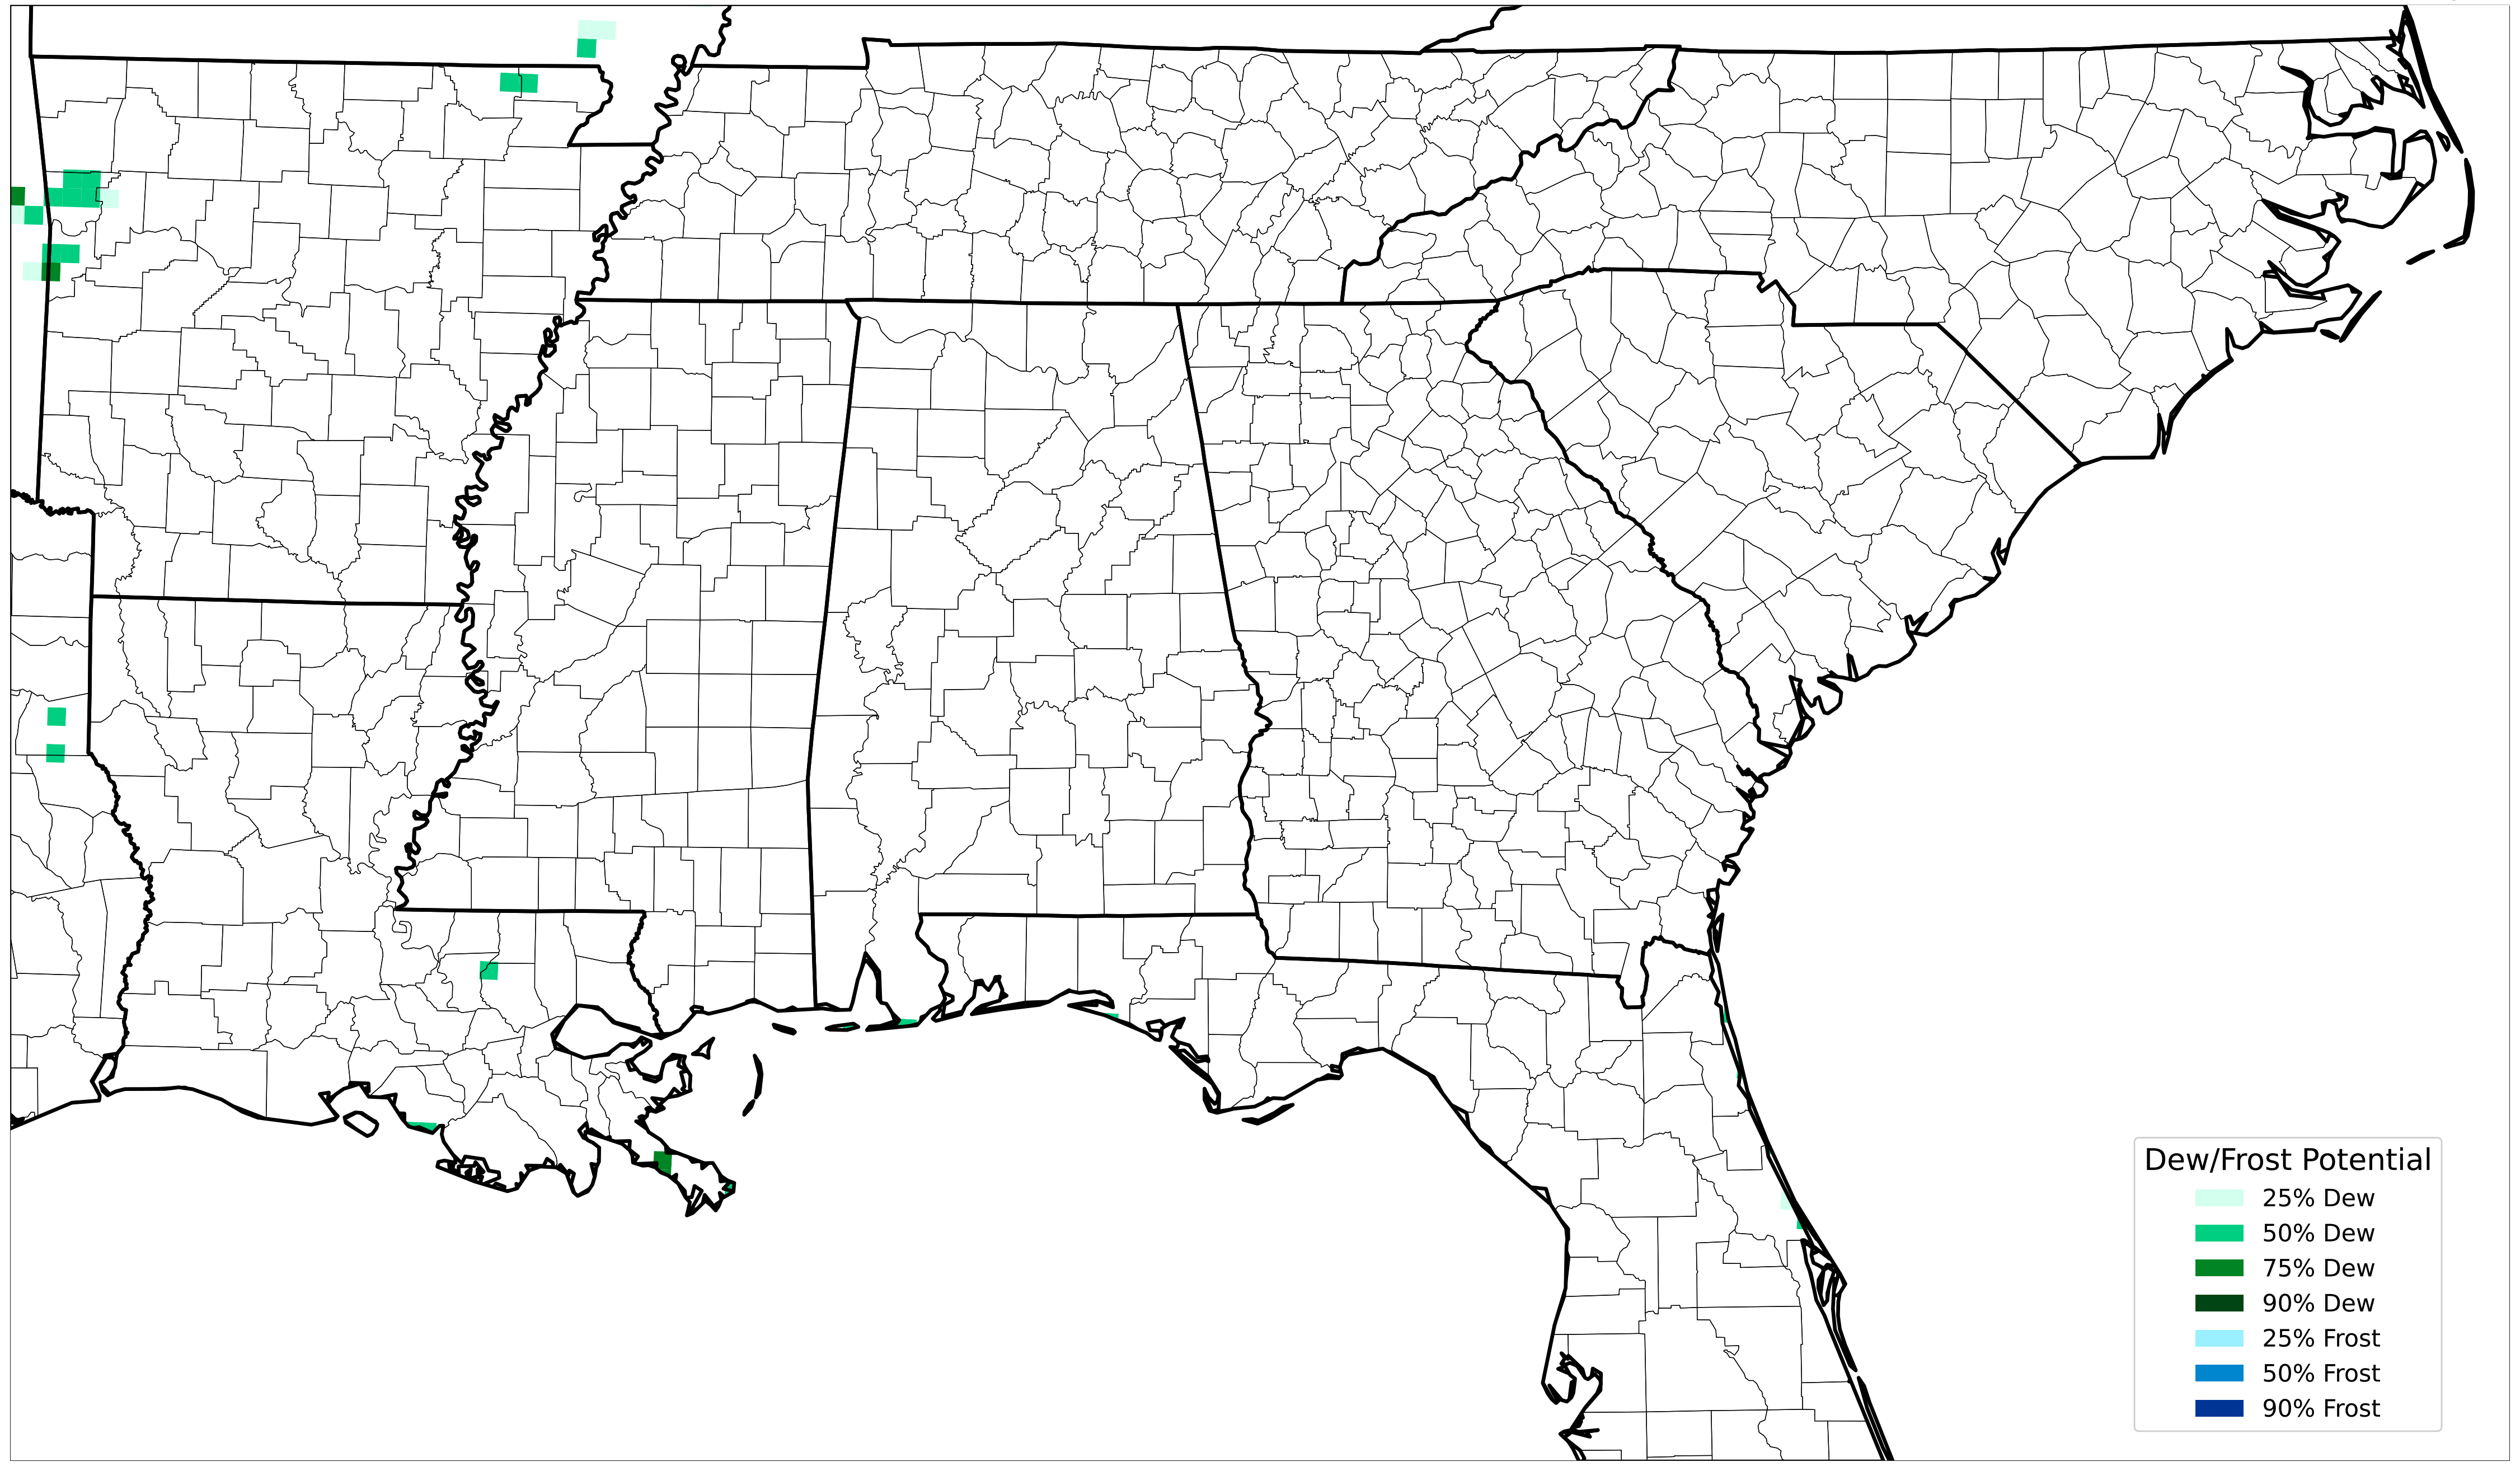 Dew/Frost Potential
25% Dew
50% Dew
75% Dew
90% Dew
25% Frost
50% Frost
90% Frost